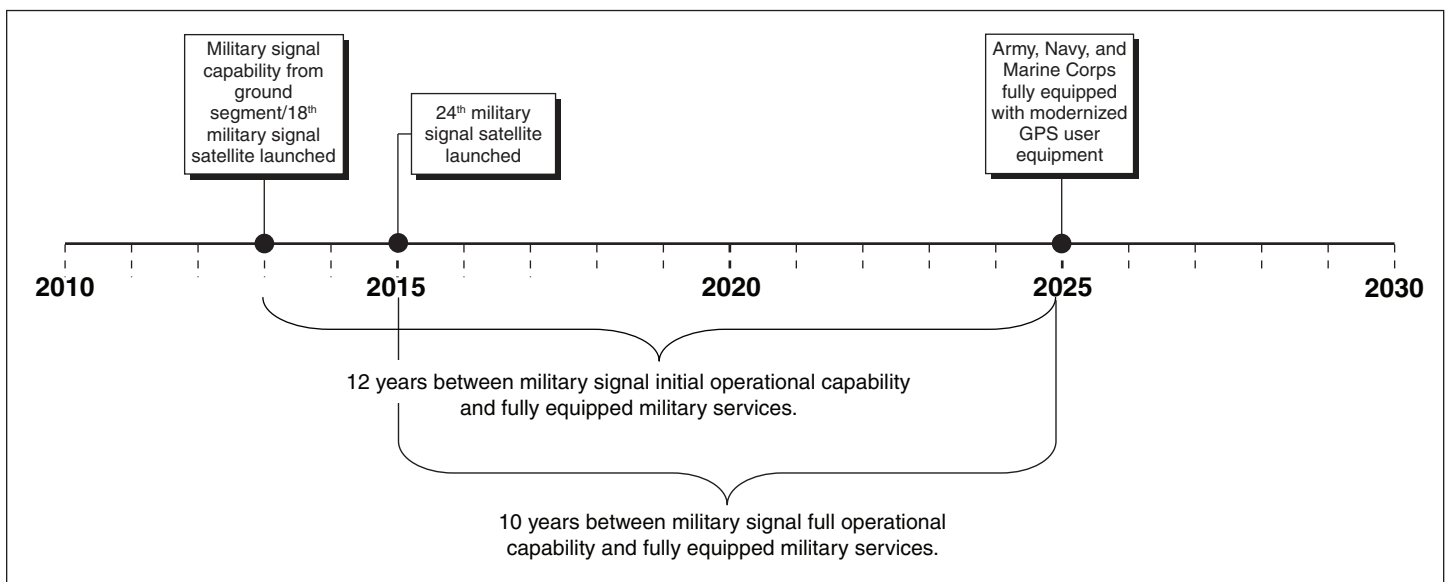 Military signal
capability from
ground
segment/18th
military signal
satellite launched
24th military
signal satellite
launched
Army, Navy, and
Marine Corps
fully equipped
with modernized
GPS user
equipment
2010
2015
2020
2025
2030
12 years between military signal initial operational capability
and fully equipped military services.
10 years between military signal full operational
capability and fully equipped military services.